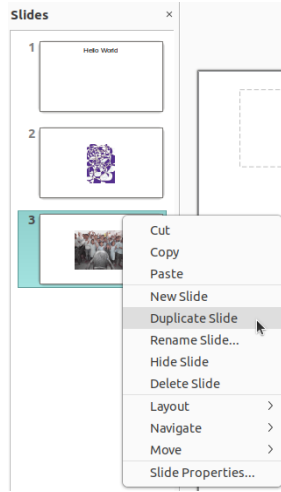 Slides ×
1
Hello World
2
3
Cut
Copy
Paste
New Slide
Duplicate Slide
Rename Slide...
Hide Slide
Delete Slide
Layout
Navigate
Move
Slide Properties...